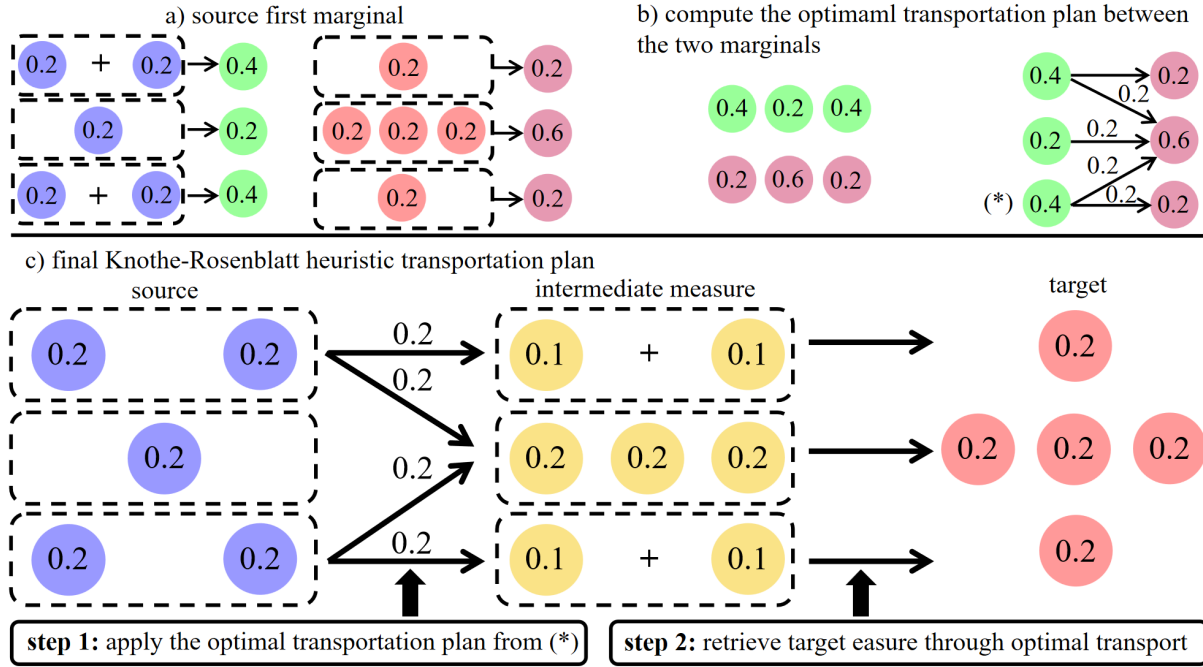 a) source first marginal
0.2 + 0.2 0.4
0.2 0.2
0.2 + 0.2 0.4
0.2 0.2
0.2 0.2 0.2 0.6
0.2 0.2
b) compute the optimaml transportation plan between
the two marginals
0.4 0.2 0.4
0.2 0.6 0.2
0.4 0.2
0.2
0.2 0.2 0.6
0.2
(*) 0.4 0.2 0.2
c) final Knothe-Rosenblatt heuristic transportation plan
source intermediate measure target
0.2 0.2 0.2 0.1 + 0.1 0.2
0.2
0.2 0.2 0.2 0.2 0.2 0.2 0.2
0.2
0.2 0.2 0.2 0.1 + 0.1 0.2
step 1: apply the optimal transportation plan from (*)
step 2: retrieve target easure through optimal transport